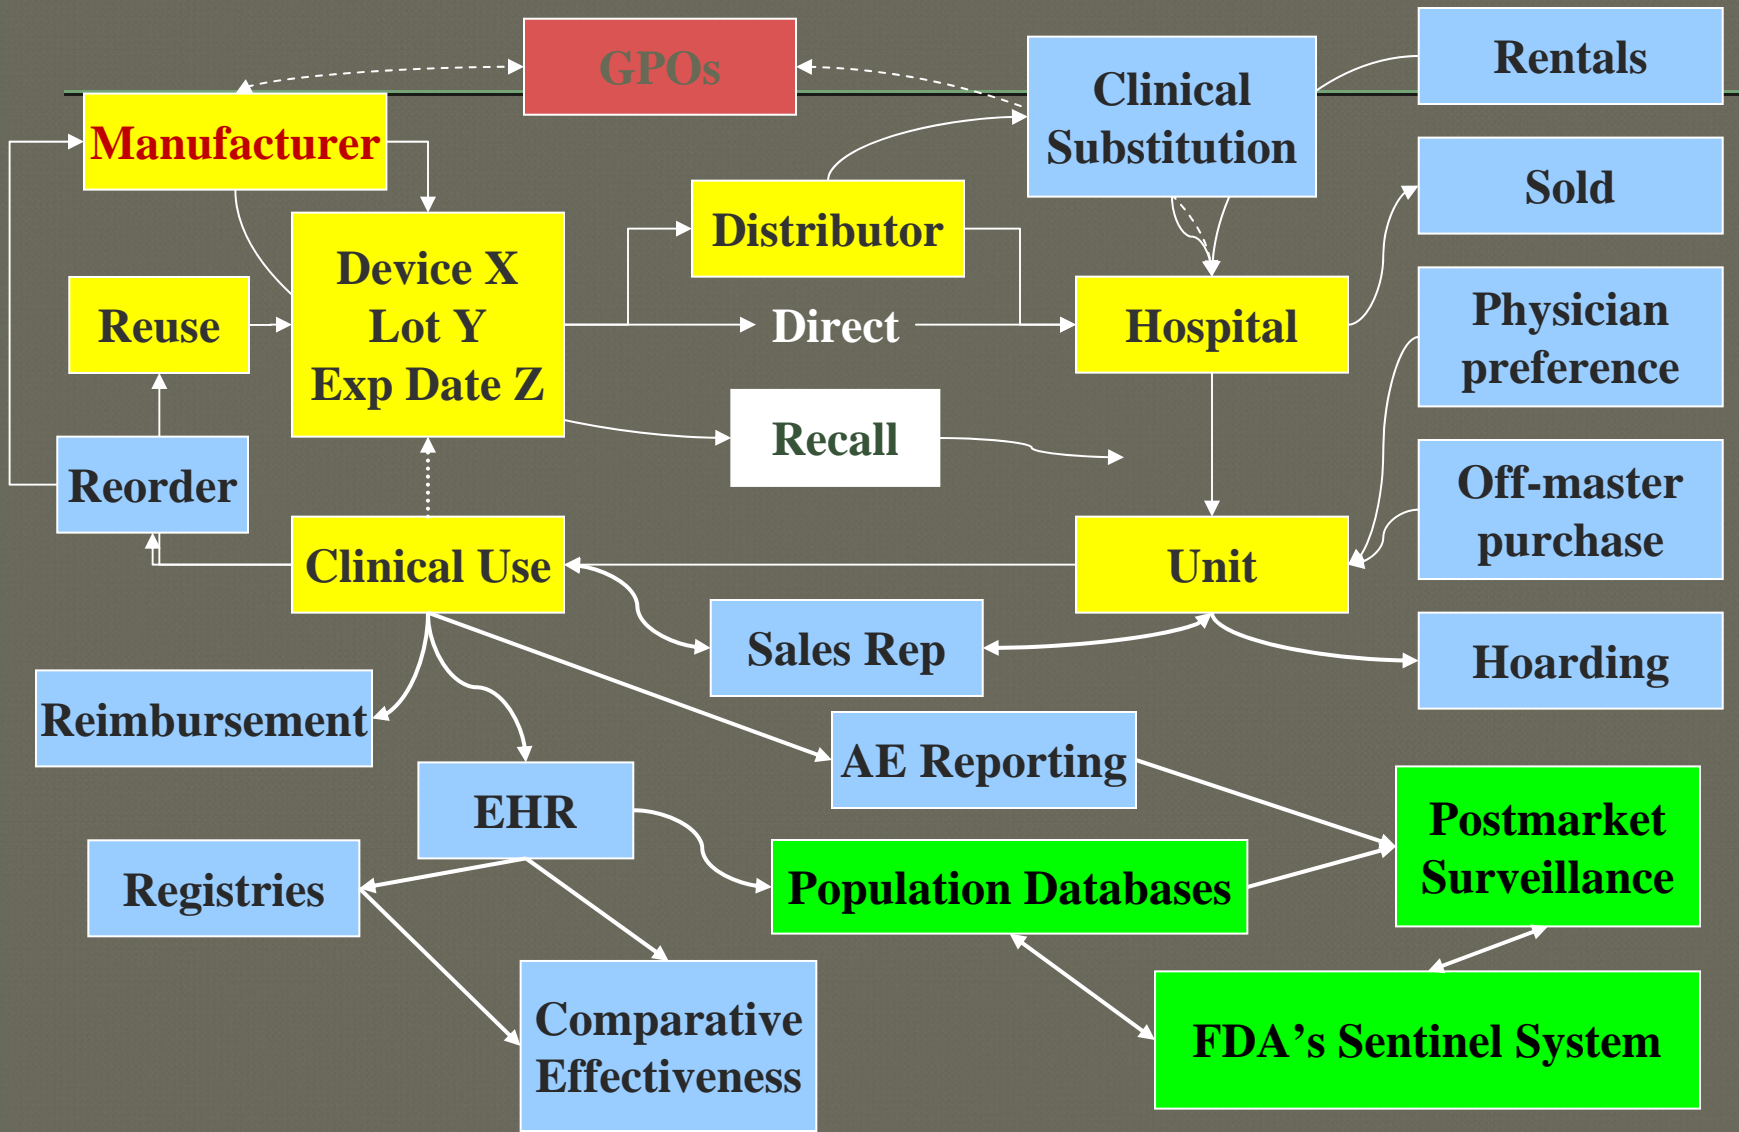 GPOs
Clinical
Substitution
Rentals
Manufacturer
Sold
Distributor
Device X
Lot Y
Exp Date Z
Reuse
Direct
Hospital
Physician
preference
Recall
Reorder
Off-master
purchase
Clinical Use
Unit
Sales Rep
Hoarding
Reimbursement
AE Reporting
EHR
Postmarket
Surveillance
Registries
Population Databases
Comparative
Effectiveness
FDA’s Sentinel System